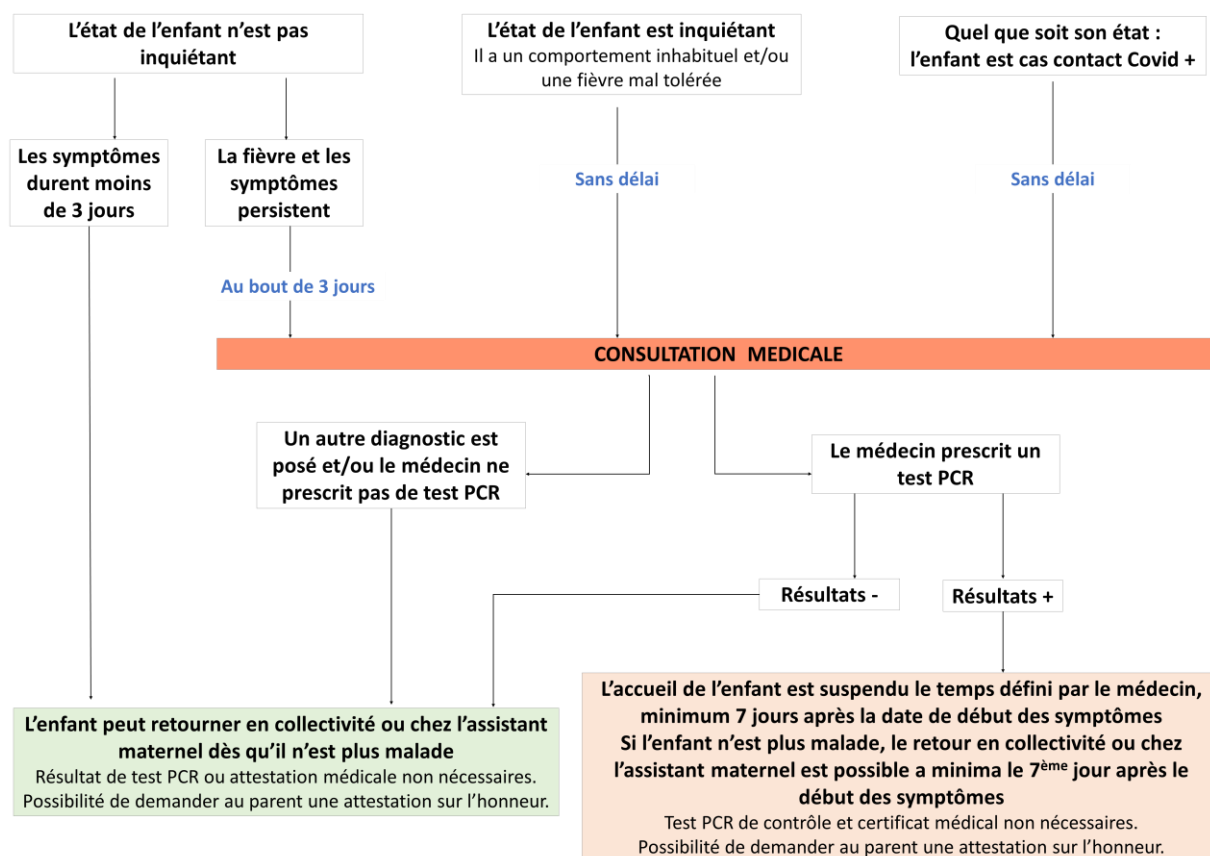 L’état de l’enfant n’est pas
inquiétant
L’état de l’enfant est inquiétant
Il a un comportement inhabituel et/ou
une fièvre mal tolérée
Quel que soit son état :
l’enfant est cas contact Covid +
Les symptômes
durent moins
de 3 jours
La fièvre et les
symptômes
persistent
Sans délai
Sans délai
Au bout de 3 jours
CONSULTATION MEDICALE
Un autre diagnostic est
posé et/ou le médecin ne
prescrit pas de test PCR
Le médecin prescrit un
test PCR
Résultats -
Résultats +
L’enfant peut retourner en collectivité ou chez l’assistant
maternel dès qu’il n’est plus malade
Résultat de test PCR ou attestation médicale non nécessaires.
Possibilité de demander au parent une attestation sur l’honneur.
L’accueil de l’enfant est suspendu le temps défini par le médecin,
minimum 7 jours après la date de début des symptômes
Si l’enfant n’est plus malade, le retour en collectivité ou chez
l’assistant maternel est possible a minima le 7ème jour après le
début des symptômes
Test PCR de contrôle et certificat médical non nécessaires.
Possibilité de demander au parent une attestation sur l’honneur.